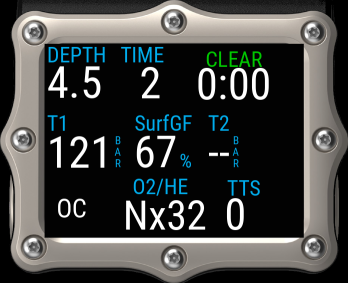 DEPTH TIME CLEAR
4.5 2 0:00
T1 SurfGF T2
121 BAR 67% -- BAR
O2/HE TTS
OC Nx32 0